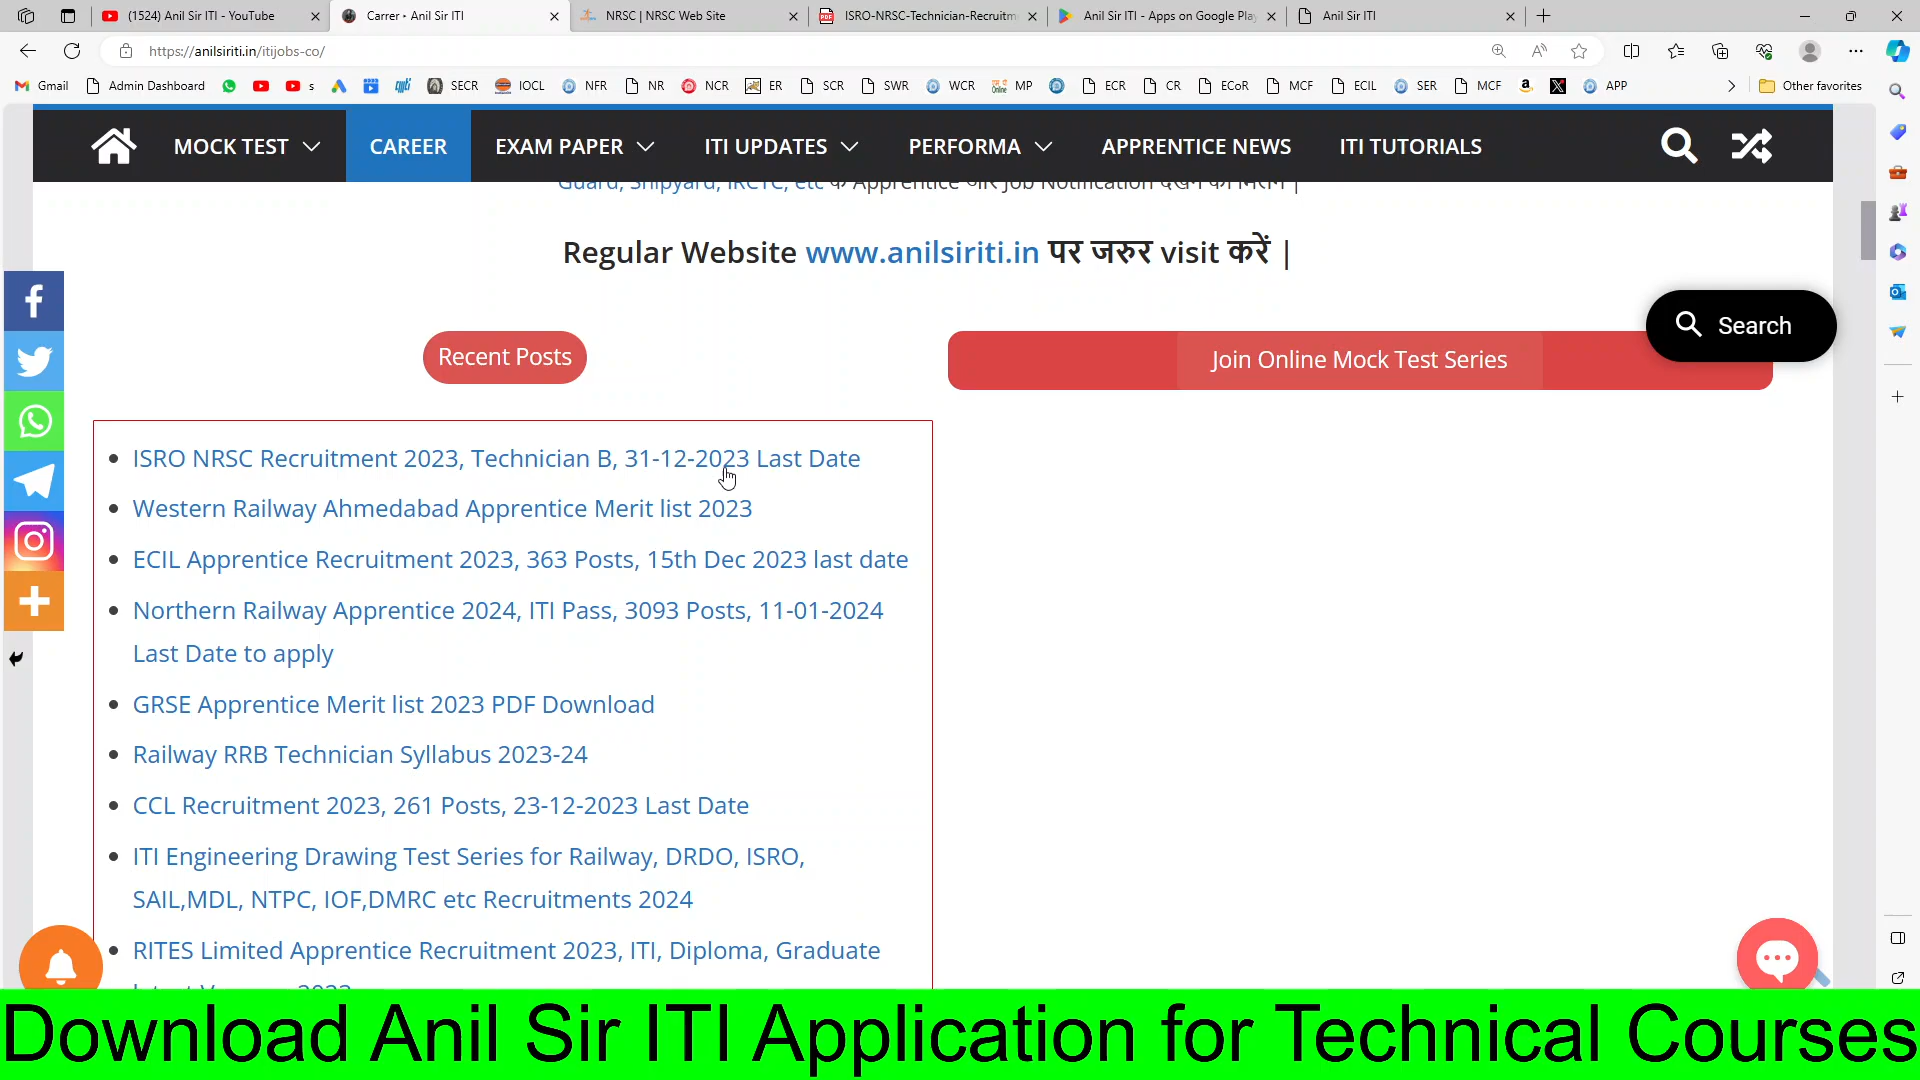 (1524) Anil Sir ITI - YouTube
Carrer • Anil Sir ITI
NRSC | NRSC Web Site
ISRO-NRSC-Technician-Recruitm
Anil Sir ITI - Apps on Google Play
Anil Sir ITI
https://anilsiriti.in/itijobs-co/
Gmail
Admin Dashboard
s
SECR
IOCL
NFR
NR
NCR
ER
SCR
SWR
WCR
MP
ECR
CR
ECoR
MCF
ECIL
SER
MCF
APP
Other favorites
MOCK TEST
CAREER
EXAM PAPER
ITI UPDATES
PERFORMA
APPRENTICE NEWS
ITI TUTORIALS
Guard, Shipyard, IRCTC, etc के Apprentice और Job Notification देखने को मिलेगा |
Regular Website www.anilsiriti.in पर जरुर visit करें |
Search
Recent Posts
Join Online Mock Test Series
ISRO NRSC Recruitment 2023, Technician B, 31-12-2023 Last Date
Western Railway Ahmedabad Apprentice Merit list 2023
ECIL Apprentice Recruitment 2023, 363 Posts, 15th Dec 2023 last date
Northern Railway Apprentice 2024, ITI Pass, 3093 Posts, 11-01-2024
Last Date to apply
GRSE Apprentice Merit list 2023 PDF Download
Railway RRB Technician Syllabus 2023-24
CCL Recruitment 2023, 261 Posts, 23-12-2023 Last Date
ITI Engineering Drawing Test Series for Railway, DRDO, ISRO,
SAIL,MDL, NTPC, IOF,DMRC etc Recruitments 2024
RITES Limited Apprentice Recruitment 2023, ITI, Diploma, Graduate
Download Anil Sir ITI Application for Technical Courses